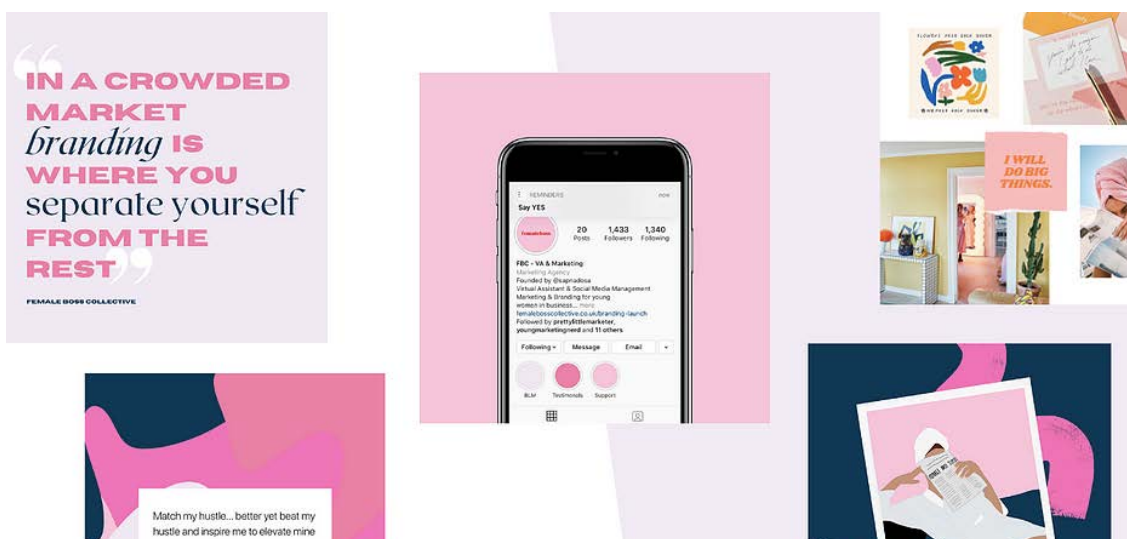 IN A CROWDED
MARKET
branding IS
WHERE YOU
separate yourself
FROM THE
REST
FEMALE BOSS COLLECTIVE
REMINDERS
now
Say YES
femaleboss
20
1,433
1,340
Posts
Followers
Following
FBC - VA & Marketing
Marketing Agency
Founded by @sapnadosa
Virtual Assistant & Social Media Management
Marketing & Branding for young
women in business... more
femalebosscollective.co.uk/branding-launch
Followed by prettylittlemarketer,
youngmarketingnerd and 11 others
Following
Message
Email
BLM
Testimonials
Support
I WILL
DO BIG
THINGS.
Match my hustle... better yet beat my
hustle and inspire me to elevate mine